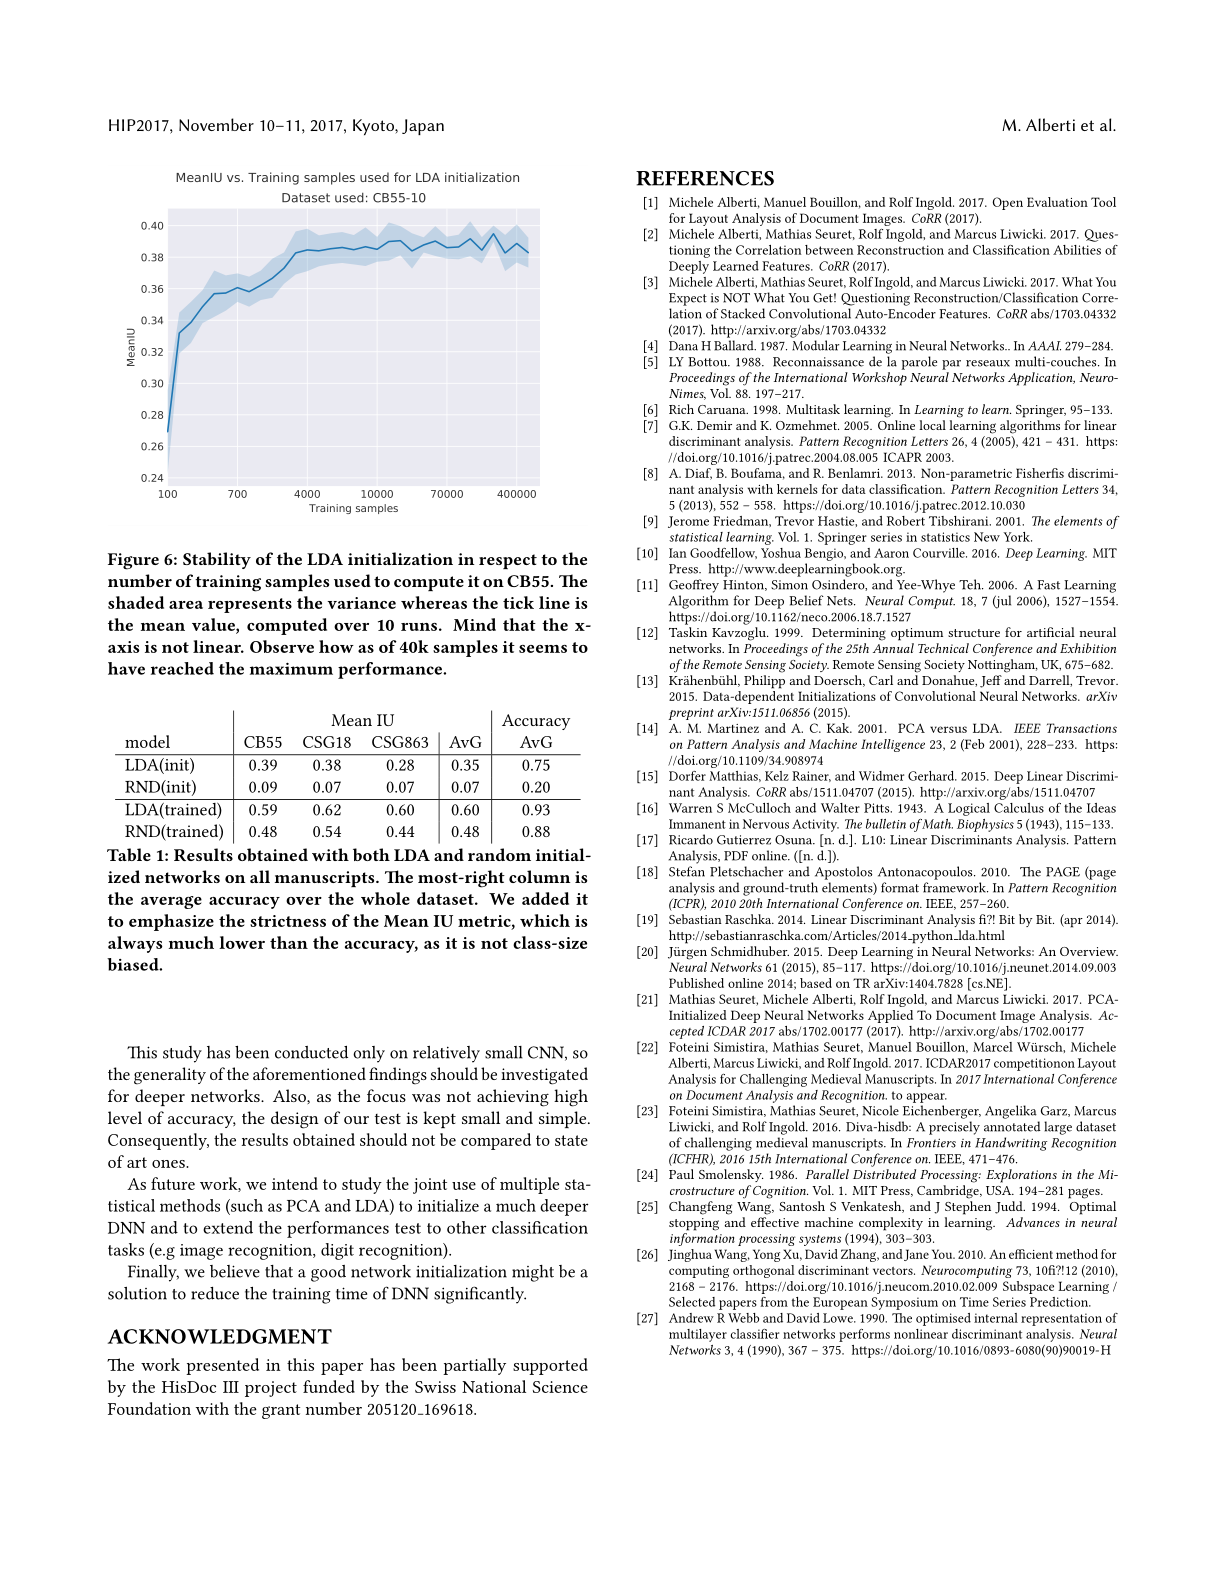 HIP2017, November 10–11, 2017, Kyoto, Japan
M. Alberti et al.
MeanIU vs. Training samples used for LDA initialization
Dataset used: CB55-10
0.40
0.38
0.36
0.34
0.32
0.30
0.28
0.26
0.24
MeanIU
100 700 4000 10000 70000 400000
Training samples
Figure 6: Stability of the LDA initialization in respect to the
number of training samples used to compute it on CB55. The
shaded area represents the variance whereas the tick line is
the mean value, computed over 10 runs. Mind that the x-
axis is not linear. Observe how as of 40k samples it seems to
have reached the maximum performance.
Mean IU Accuracy
model CB55 CSG18 CSG863 AvG AvG
LDA(init) 0.39 0.38 0.28 0.35 0.75
RND(init) 0.09 0.07 0.07 0.07 0.20
LDA(trained) 0.59 0.62 0.60 0.60 0.93
RND(trained) 0.48 0.54 0.44 0.48 0.88
Table 1: Results obtained with both LDA and random initial-
ized networks on all manuscripts. The most-right column is
the average accuracy over the whole dataset. We added it
to emphasize the strictness of the Mean IU metric, which is
always much lower than the accuracy, as it is not class-size
biased.
This study has been conducted only on relatively small CNN, so
the generality of the aforementioned findings should be investigated
for deeper networks. Also, as the focus was not achieving high
level of accuracy, the design of our test is kept small and simple.
Consequently, the results obtained should not be compared to state
of art ones.
As future work, we intend to study the joint use of multiple sta-
tistical methods (such as PCA and LDA) to initialize a much deeper
DNN and to extend the performances test to other classification
tasks (e.g image recognition, digit recognition).
Finally, we believe that a good network initialization might be a
solution to reduce the training time of DNN significantly.
ACKNOWLEDGMENT
The work presented in this paper has been partially supported
by the HisDoc III project funded by the Swiss National Science
Foundation with the grant number 205120_169618.
REFERENCES
[1] Michele Alberti, Manuel Bouillon, and Rolf Ingold. 2017. Open Evaluation Tool
for Layout Analysis of Document Images. CoRR (2017).
[2] Michele Alberti, Mathias Seuret, Rolf Ingold, and Marcus Liwicki. 2017. Ques-
tioning the Correlation between Reconstruction and Classification Abilities of
Deeply Learned Features. CoRR (2017).
[3] Michele Alberti, Mathias Seuret, Rolf Ingold, and Marcus Liwicki. 2017. What You
Expect is NOT What You Get! Questioning Reconstruction/Classification Corre-
lation of Stacked Convolutional Auto-Encoder Features. CoRR abs/1703.04332
(2017). http://arxiv.org/abs/1703.04332
[4] Dana H Ballard. 1987. Modular Learning in Neural Networks.. In AAAI. 279–284.
[5] LY Bottou. 1988. Reconnaissance de la parole par reseaux multi-couches. In
Proceedings of the International Workshop Neural Networks Application, Neuro-
Nimes, Vol. 88. 197–217.
[6] Rich Caruana. 1998. Multitask learning. In Learning to learn. Springer, 95–133.
[7] G.K. Demir and K. Ozmehmet. 2005. Online local learning algorithms for linear
discriminant analysis. Pattern Recognition Letters 26, 4 (2005), 421 – 431. https:
//doi.org/10.1016/j.patrec.2004.08.005 ICAPR 2003.
[8] A. Diaf, B. Boufama, and R. Benlamri. 2013. Non-parametric Fisherfis discrimi-
nant analysis with kernels for data classification. Pattern Recognition Letters 34,
5 (2013), 552 – 558. https://doi.org/10.1016/j.patrec.2012.10.030
[9] Jerome Friedman, Trevor Hastie, and Robert Tibshirani. 2001. The elements of
statistical learning. Vol. 1. Springer series in statistics New York.
[10] Ian Goodfellow, Yoshua Bengio, and Aaron Courville. 2016. Deep Learning. MIT
Press. http://www.deeplearningbook.org.
[11] Geoffrey Hinton, Simon Osindero, and Yee-Whye Teh. 2006. A Fast Learning
Algorithm for Deep Belief Nets. Neural Comput. 18, 7 (jul 2006), 1527–1554.
https://doi.org/10.1162/neco.2006.18.7.1527
[12] Taskin Kavzoglu. 1999. Determining optimum structure for artificial neural
networks. In Proceedings of the 25th Annual Technical Conference and Exhibition
of the Remote Sensing Society. Remote Sensing Society Nottingham, UK, 675–682.
[13] Krähenbühl, Philipp and Doersch, Carl and Donahue, Jeff and Darrell, Trevor.
2015. Data-dependent Initializations of Convolutional Neural Networks. arXiv
preprint arXiv:1511.06856 (2015).
[14] A. M. Martinez and A. C. Kak. 2001. PCA versus LDA. IEEE Transactions
on Pattern Analysis and Machine Intelligence 23, 2 (Feb 2001), 228–233. https:
//doi.org/10.1109/34.908974
[15] Dorfer Matthias, Kelz Rainer, and Widmer Gerhard. 2015. Deep Linear Discrimi-
nant Analysis. CoRR abs/1511.04707 (2015). http://arxiv.org/abs/1511.04707
[16] Warren S McCulloch and Walter Pitts. 1943. A Logical Calculus of the Ideas
Immanent in Nervous Activity. The bulletin of Math. Biophysics 5 (1943), 115–133.
[17] Ricardo Gutierrez Osuna. [n. d.]. L10: Linear Discriminants Analysis. Pattern
Analysis, PDF online. ([n. d.]).
[18] Stefan Pletschacher and Apostolos Antonacopoulos. 2010. The PAGE (page
analysis and ground-truth elements) format framework. In Pattern Recognition
(ICPR), 2010 20th International Conference on. IEEE, 257–260.
[19] Sebastian Raschka. 2014. Linear Discriminant Analysis fi?! Bit by Bit. (apr 2014).
http://sebastianraschka.com/Articles/2014_python_lda.html
[20] Jürgen Schmidhuber. 2015. Deep Learning in Neural Networks: An Overview.
Neural Networks 61 (2015), 85–117. https://doi.org/10.1016/j.neunet.2014.09.003
Published online 2014; based on TR arXiv:1404.7828 [cs.NE].
[21] Mathias Seuret, Michele Alberti, Rolf Ingold, and Marcus Liwicki. 2017. PCA-
Initialized Deep Neural Networks Applied To Document Image Analysis. Ac-
cepted ICDAR 2017 abs/1702.00177 (2017). http://arxiv.org/abs/1702.00177
[22] Foteini Simistira, Mathias Seuret, Manuel Bouillon, Marcel Würsch, Michele
Alberti, Marcus Liwicki, and Rolf Ingold. 2017. ICDAR2017 competitionon Layout
Analysis for Challenging Medieval Manuscripts. In 2017 International Conference
on Document Analysis and Recognition. to appear.
[23] Foteini Simistira, Mathias Seuret, Nicole Eichenberger, Angelika Garz, Marcus
Liwicki, and Rolf Ingold. 2016. Diva-hisdb: A precisely annotated large dataset
of challenging medieval manuscripts. In Frontiers in Handwriting Recognition
(ICFHR), 2016 15th International Conference on. IEEE, 471–476.
[24] Paul Smolensky. 1986. Parallel Distributed Processing: Explorations in the Mi-
crostructure of Cognition. Vol. 1. MIT Press, Cambridge, USA. 194–281 pages.
[25] Changfeng Wang, Santosh S Venkatesh, and J Stephen Judd. 1994. Optimal
stopping and effective machine complexity in learning. Advances in neural
information processing systems (1994), 303–303.
[26] Jinghua Wang, Yong Xu, David Zhang, and Jane You. 2010. An efficient method for
computing orthogonal discriminant vectors. Neurocomputing 73, 10fi?!12 (2010),
2168 – 2176. https://doi.org/10.1016/j.neucom.2010.02.009 Subspace Learning /
Selected papers from the European Symposium on Time Series Prediction.
[27] Andrew R Webb and David Lowe. 1990. The optimised internal representation of
multilayer classifier networks performs nonlinear discriminant analysis. Neural
Networks 3, 4 (1990), 367 – 375. https://doi.org/10.1016/0893-6080(90)90019-H